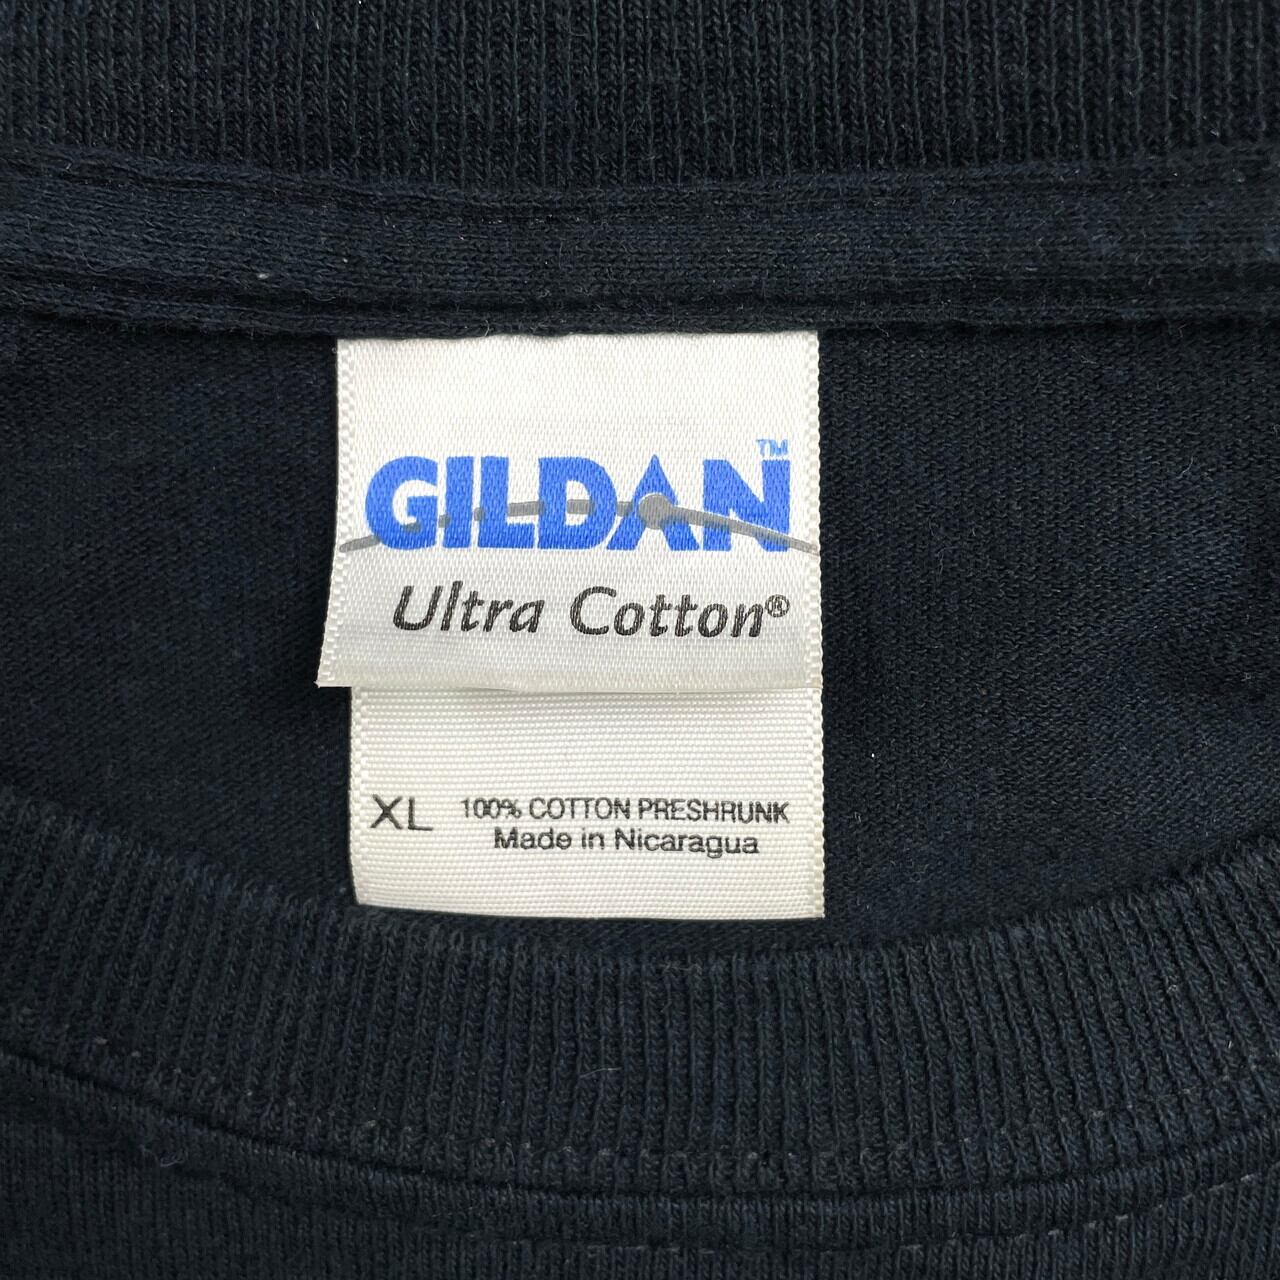 GILDAN™
Ultra Cotton®
XL 100% COTTON PRESHRUNK
Made in Nicaragua